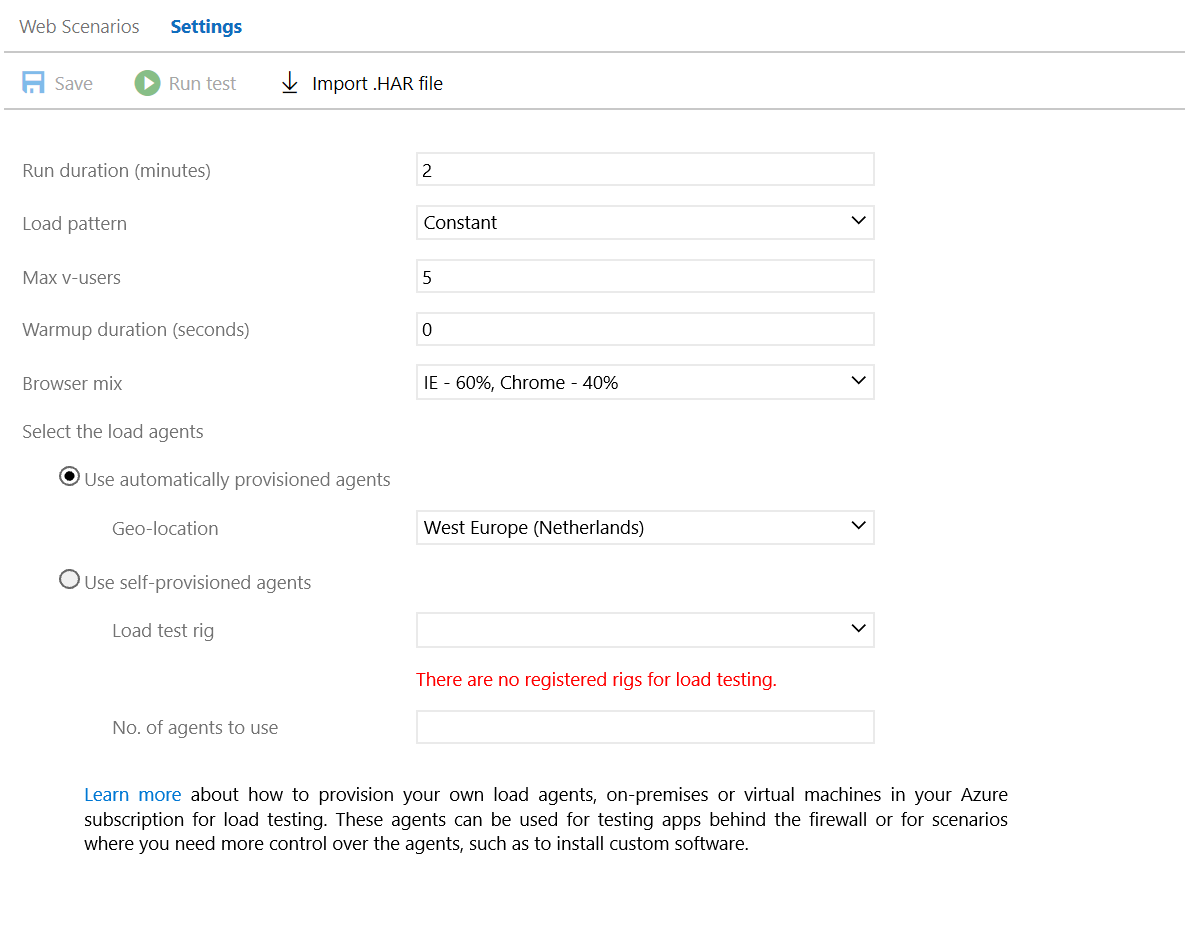 Web Scenarios Settings
Save Run test Import .HAR file
Run duration (minutes) 2
Load pattern Constant
Max v-users 5
Warmup duration (seconds) 0
Browser mix IE - 60%, Chrome - 40%
Select the load agents
Use automatically provisioned agents
Geo-location West Europe (Netherlands)
Use self-provisioned agents
Load test rig
There are no registered rigs for load testing.
No. of agents to use
Learn more about how to provision your own load agents, on-premises or virtual machines in your Azure
subscription for load testing. These agents can be used for testing apps behind the firewall or for scenarios
where you need more control over the agents, such as to install custom software.